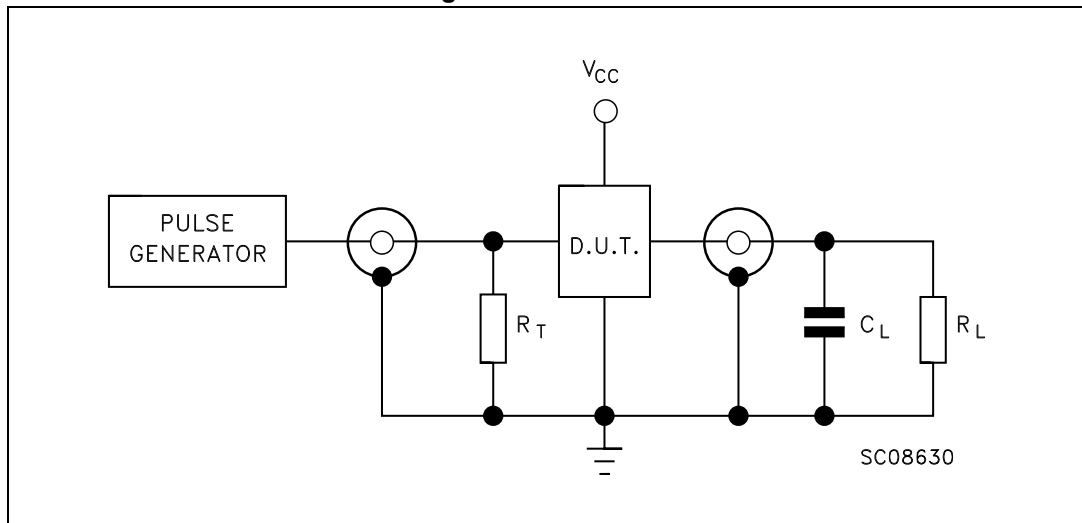 V_CC
PULSE
GENERATOR
D.U.T.
R_T
C_L
R_L
SC08630